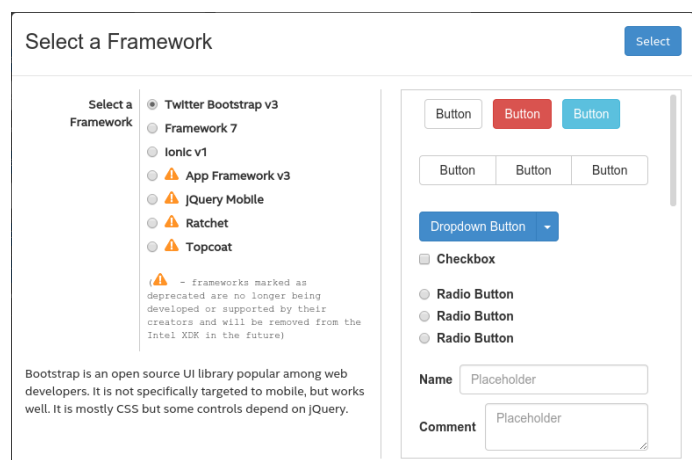 Select a Framework
Select
Select a
Framework
Twitter Bootstrap v3
Framework 7
Ionic v1
App Framework v3
jQuery Mobile
Ratchet
Topcoat
( - frameworks marked as
deprecated are no longer being
developed or supported by their
creators and will be removed from the
Intel XDK in the future)
Bootstrap is an open source UI library popular among web
developers. It is not specifically targeted to mobile, but works
well. It is mostly CSS but some controls depend on jQuery.
Button Button Button
Button Button Button
Dropdown Button
Checkbox
Radio Button
Radio Button
Radio Button
Name Placeholder
Comment Placeholder